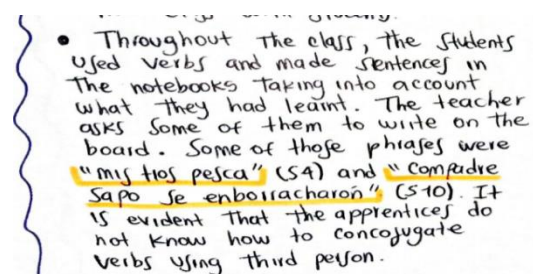 • Throughout the class, the students
used verbs and made sentences in
the notebooks taking into account
what they had learnt. The teacher
asks some of them to write on the
board. Some of those phrases were
"mis tios pesca" (S4) and "compadre
Sapo se enborracharon" (S10). It
is evident that the apprentices do
not know how to concojugate
verbs using third person.